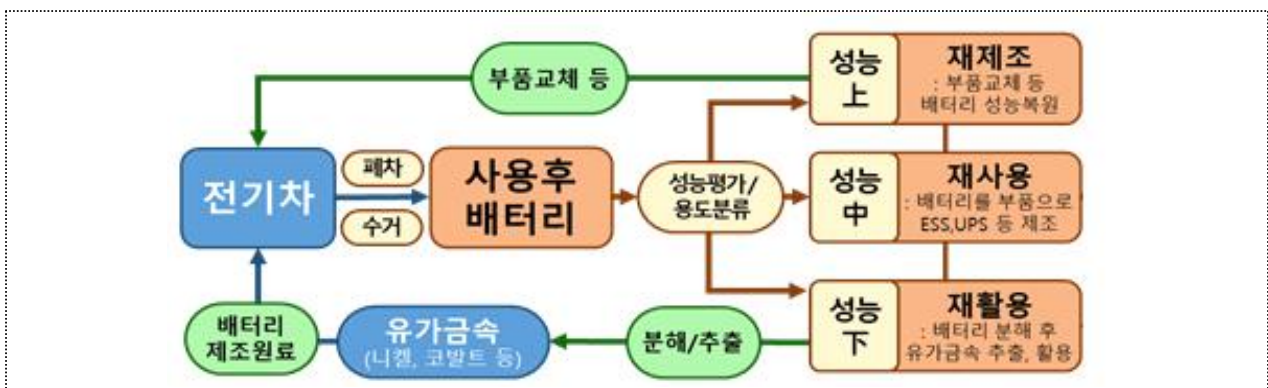 부품교체 등
성능
上
재제조
: 부품교체 등
배터리 성능복원
전기차
폐차
수거
사용후
배터리
성능평가/
용도분류
성능
中
재사용
: 배터리를 부품으로
ESS,UPS 등 제조
배터리
제조원료
유가금속
(니켈, 코발트 등)
분해/추출
성능
下
재활용
: 배터리 분해 후
유가금속 추출, 활용